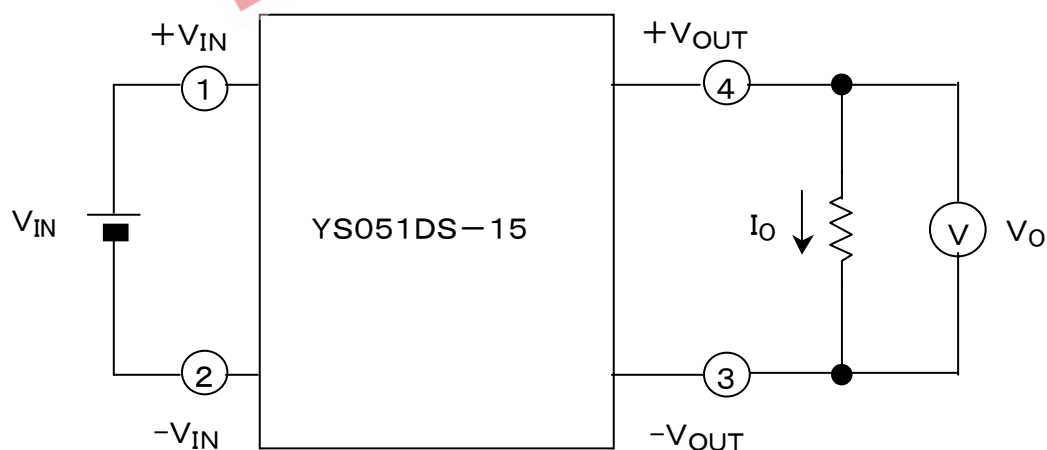 +VIN
+VOUT
1
4
VIN
YS051DS-15
IO
V
VO
2
3
-VIN
-VOUT